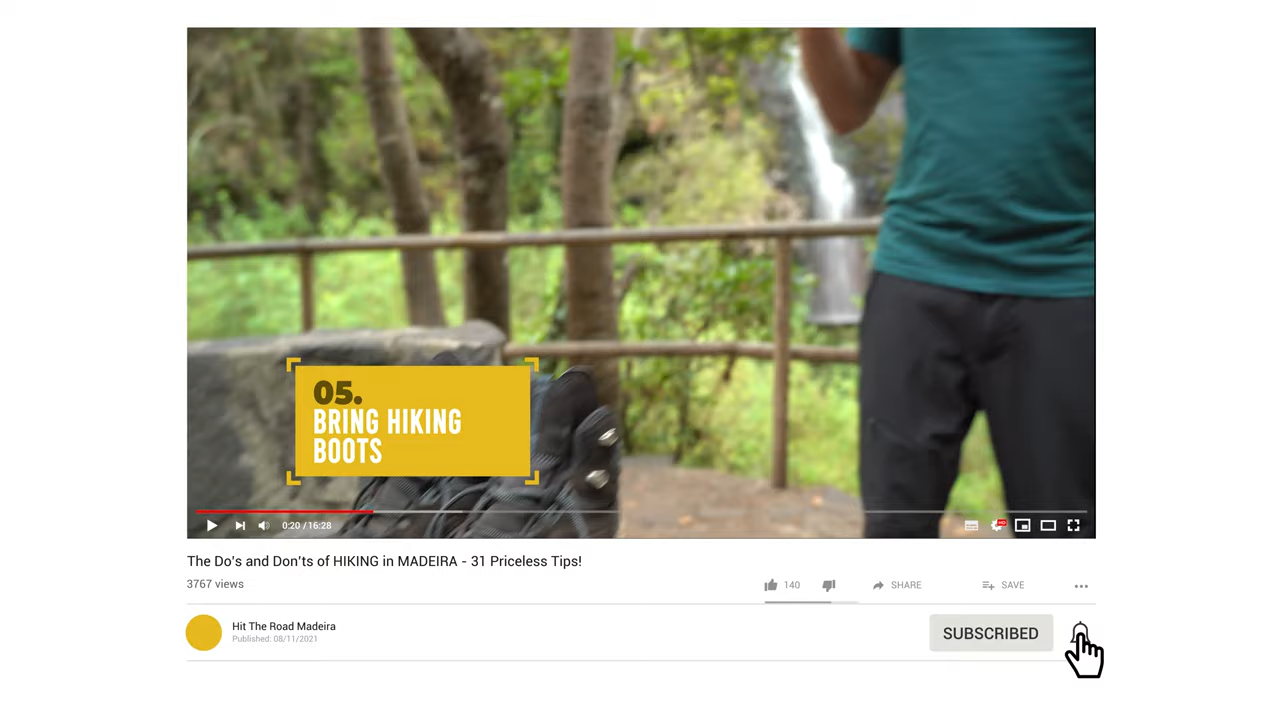 05.
BRING HIKING
BOOTS
0:20 / 16:28
HD
The Do's and Don'ts of HIKING in MADEIRA - 31 Priceless Tips!
3767 views
140
SHARE
SAVE
Hit The Road Madeira
Published: 08/11/2021
SUBSCRIBED